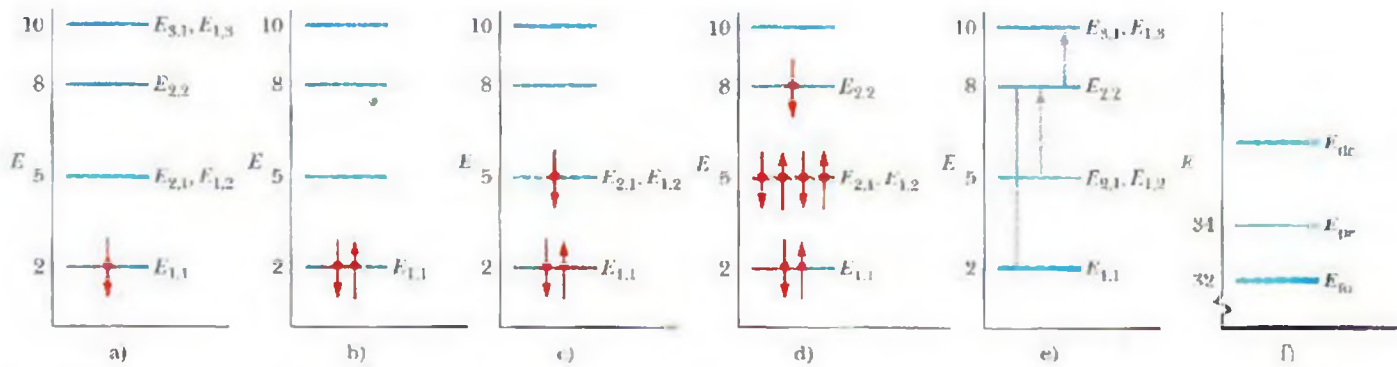 10 E3,1, E1,3
8 E2,2
E
5 E2,1, E1,2
2 E1,1
a)
10
8
E
5
2 E1,1
b)
10
8
E
5 E2,1, E1,2
2 E1,1
c)
10
8 E2,2
E
5 E2,1, E1,2
2 E1,1
d)
10 E3,1, E1,3
8 E2,2
E
5 E2,1, E1,2
2 E1,1
e)
E
34
32
f)